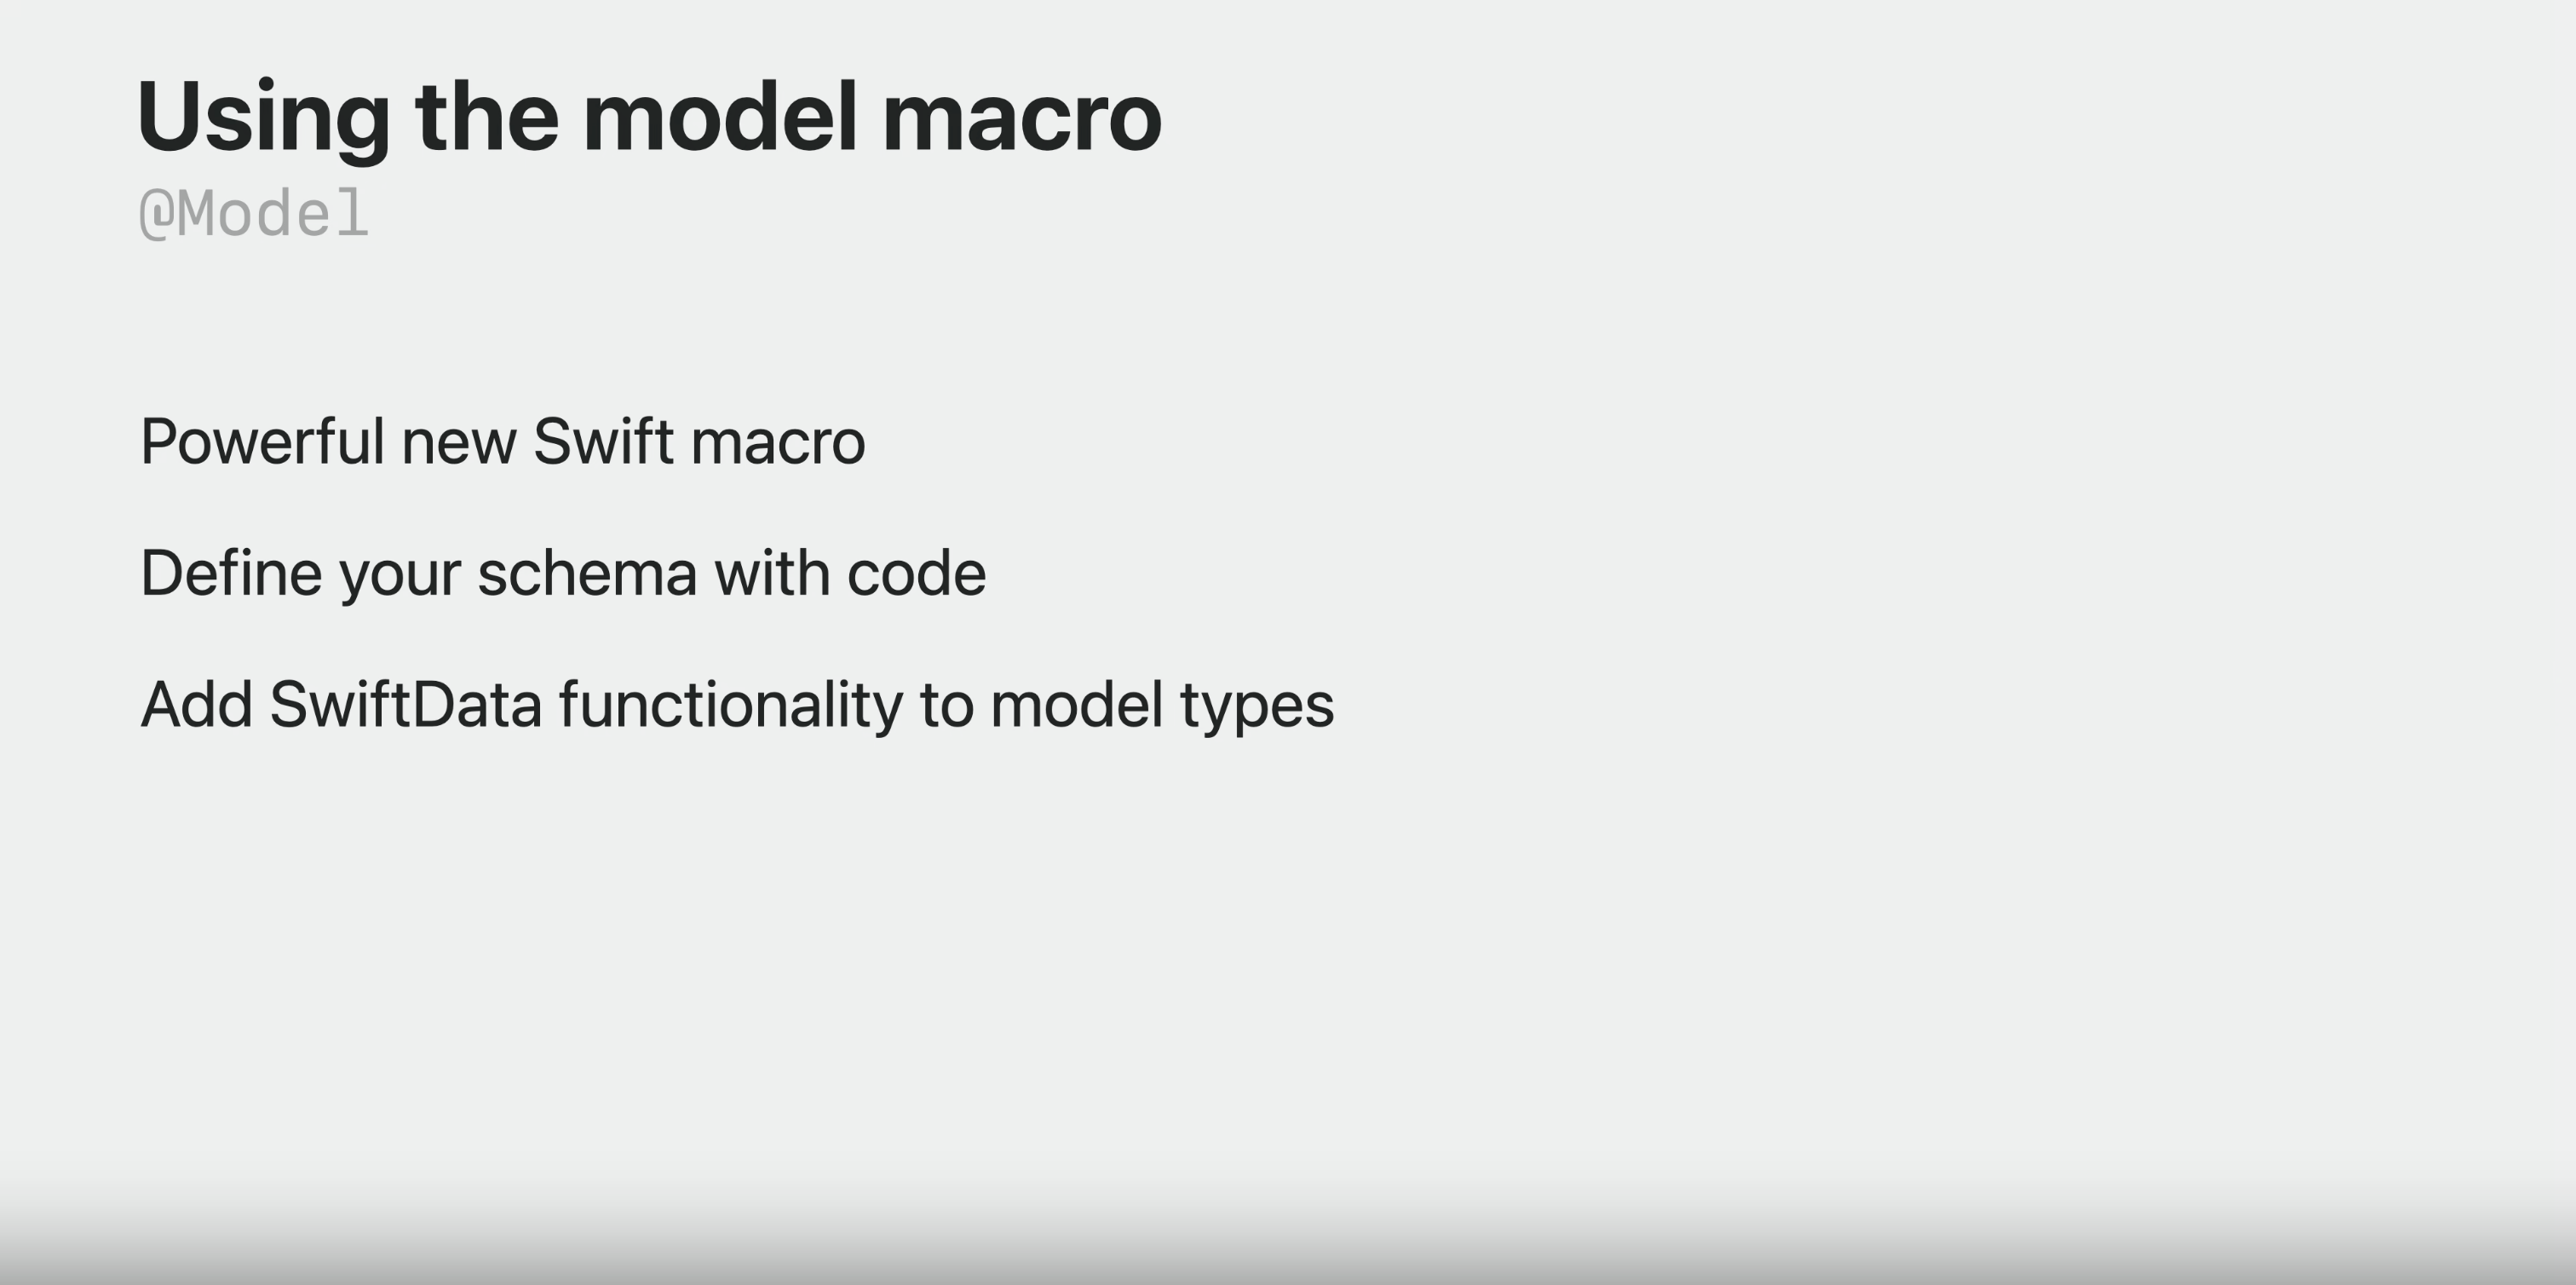 Using the model macro
@Model
Powerful new Swift macro
Define your schema with code
Add SwiftData functionality to model types